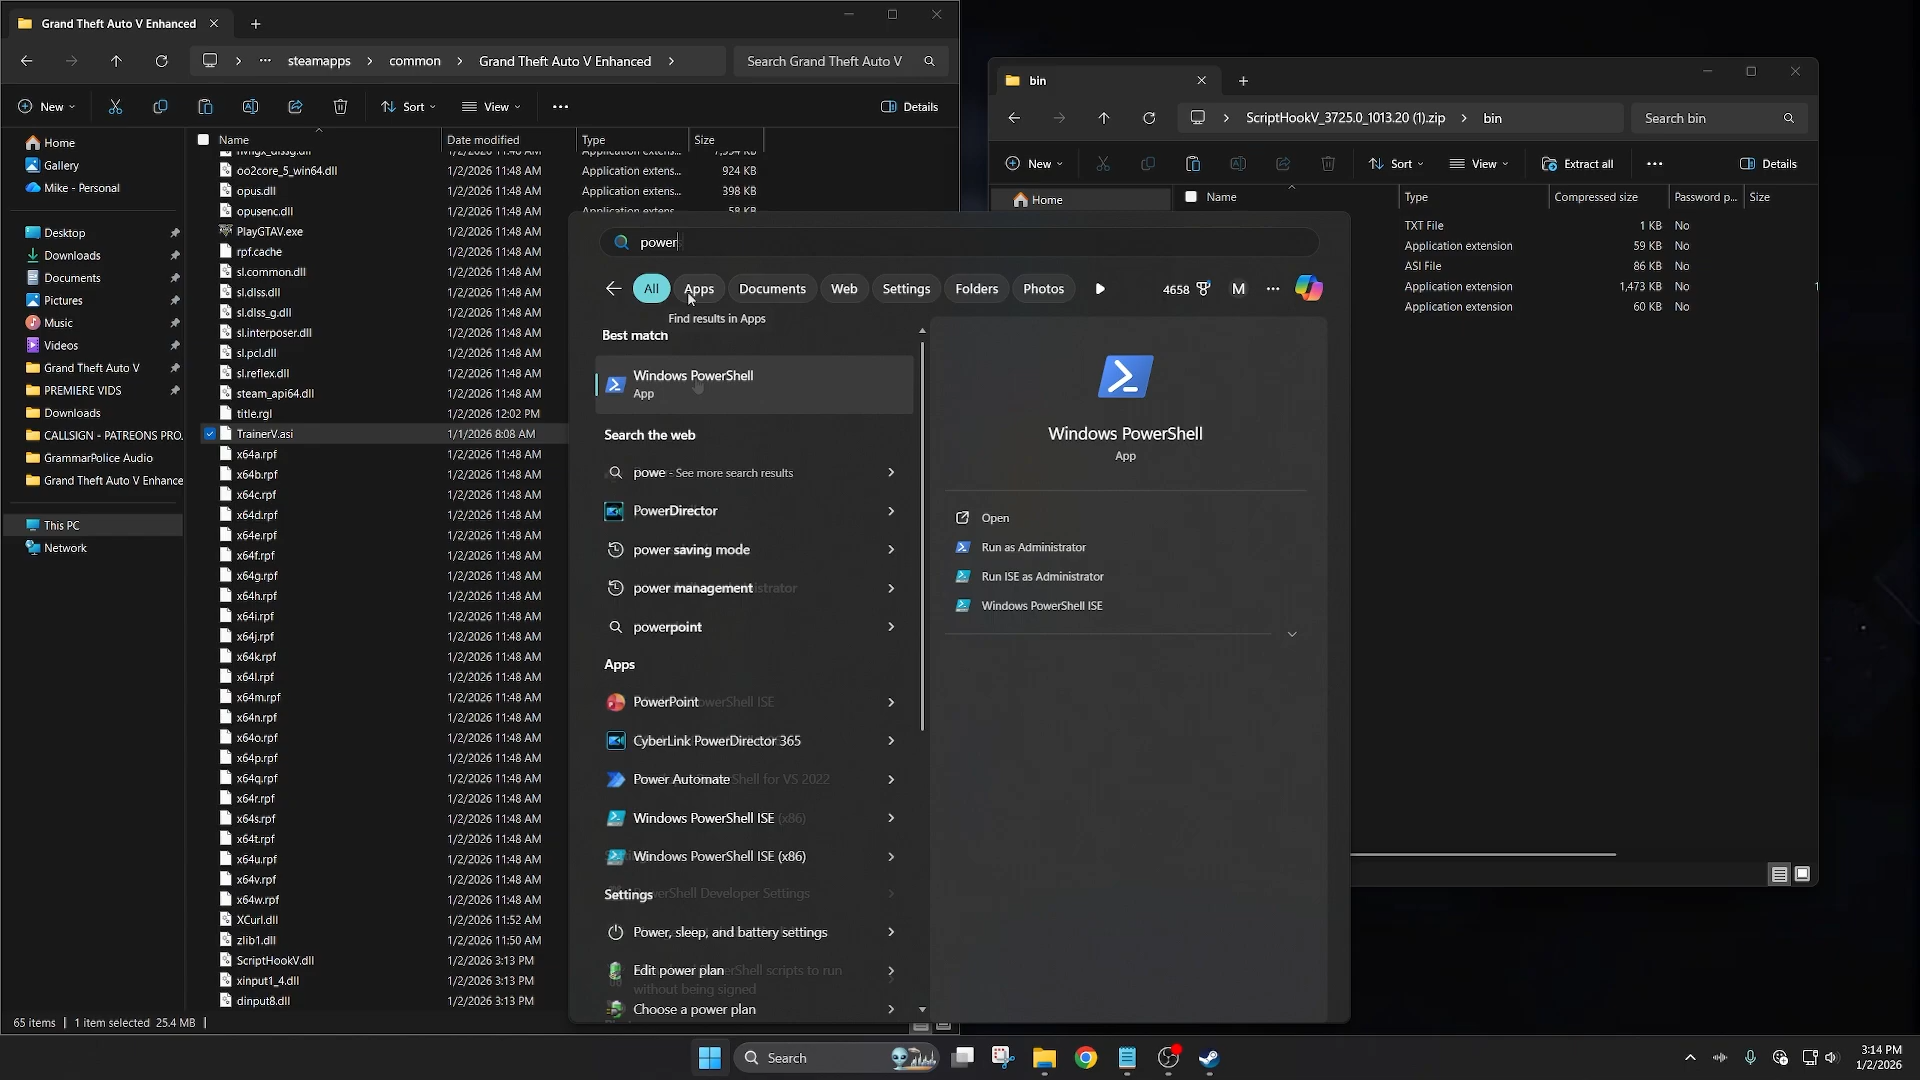 Grand Theft Auto V Enhanced
steamapps
common
Grand Theft Auto V Enhanced
Search Grand Theft Auto V
New
Sort
View
Details
Home
Gallery
Mike - Personal
Desktop
Downloads
Documents
Pictures
Music
Videos
Grand Theft Auto V
PREMIERE VIDS
Downloads
CALLSIGN - PATREONS PRO.
GrammarPolice Audio
Grand Theft Auto V Enhance
This PC
Network
Name Date modified Type Size
nvngx_dlssg.dll 1/2/2026 11:48 AM Application extens...
oo2core_5_win64.dll 1/2/2026 11:48 AM Application extens... 924 KB
opus.dll 1/2/2026 11:48 AM Application extens... 398 KB
opusenc.dll 1/2/2026 11:48 AM Application extens... 58 KB
PlayGTAV.exe 1/2/2026 11:48 AM
rpf.cache 1/2/2026 11:48 AM
sl.common.dll 1/2/2026 11:48 AM
sl.dlss.dll 1/2/2026 11:48 AM
sl.dlss_g.dll 1/2/2026 11:48 AM
sl.interposer.dll 1/2/2026 11:48 AM
sl.pcl.dll 1/2/2026 11:48 AM
sl.reflex.dll 1/2/2026 11:48 AM
steam_api64.dll 1/2/2026 11:48 AM
title.rgl 1/2/2026 12:02 PM
TrainerV.asi 1/1/2026 8:08 AM
x64a.rpf 1/2/2026 11:48 AM
x64b.rpf 1/2/2026 11:48 AM
x64c.rpf 1/2/2026 11:48 AM
x64d.rpf 1/2/2026 11:48 AM
x64e.rpf 1/2/2026 11:48 AM
x64f.rpf 1/2/2026 11:48 AM
x64g.rpf 1/2/2026 11:48 AM
x64h.rpf 1/2/2026 11:48 AM
x64i.rpf 1/2/2026 11:48 AM
x64j.rpf 1/2/2026 11:48 AM
x64k.rpf 1/2/2026 11:48 AM
x64l.rpf 1/2/2026 11:48 AM
x64m.rpf 1/2/2026 11:48 AM
x64n.rpf 1/2/2026 11:48 AM
x64o.rpf 1/2/2026 11:48 AM
x64p.rpf 1/2/2026 11:48 AM
x64q.rpf 1/2/2026 11:48 AM
x64r.rpf 1/2/2026 11:48 AM
x64s.rpf 1/2/2026 11:48 AM
x64t.rpf 1/2/2026 11:48 AM
x64u.rpf 1/2/2026 11:48 AM
x64v.rpf 1/2/2026 11:48 AM
x64w.rpf 1/2/2026 11:48 AM
XCurl.dll 1/2/2026 11:52 AM
zlib1.dll 1/2/2026 11:50 AM
ScriptHookV.dll 1/2/2026 3:13 PM
xinput1_4.dll 1/2/2026 3:13 PM
dinput8.dll 1/2/2026 3:13 PM
65 items 1 item selected 25.4 MB
bin
ScriptHookV_3725.0_1013.20 (1).zip
bin
Search bin
New
Sort
View
Extract all
Details
Home
Name Type Compressed size Password p... Size
TXT File 1 KB No
Application extension 59 KB No
ASI File 86 KB No
Application extension 1,473 KB No
Application extension 60 KB No
power
All
Apps
Documents
Web
Settings
Folders
Photos
4658
M
Find results in Apps
Best match
Windows PowerShell
App
Search the web
powe - See more search results
PowerDirector
power saving mode
power management
powerpoint
Apps
PowerPoint
CyberLink PowerDirector 365
Power Automate
Windows PowerShell ISE (x86)
Windows PowerShell ISE (x86)
Settings
Power, sleep, and battery settings
Edit power plan
Choose a power plan
Windows PowerShell
App
Open
Run as Administrator
Run ISE as Administrator
Windows PowerShell ISE
Search
3:14 PM
1/2/2026